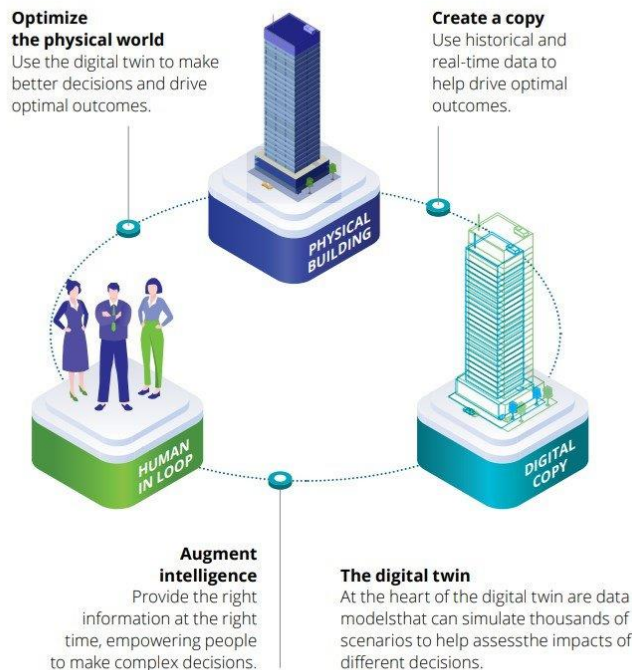 Optimize
the physical world
Use the digital twin to make
better decisions and drive
optimal outcomes.
Create a copy
Use historical and
real-time data to
help drive optimal
outcomes.
PHYSICAL
BUILDING
HUMAN
IN LOOP
DIGITAL
COPY
Augment
intelligence
Provide the right
information at the right
time, empowering people
to make complex decisions.
The digital twin
At the heart of the digital twin are data
modelsthat can simulate thousands of
scenarios to help assessthe impacts of
different decisions.